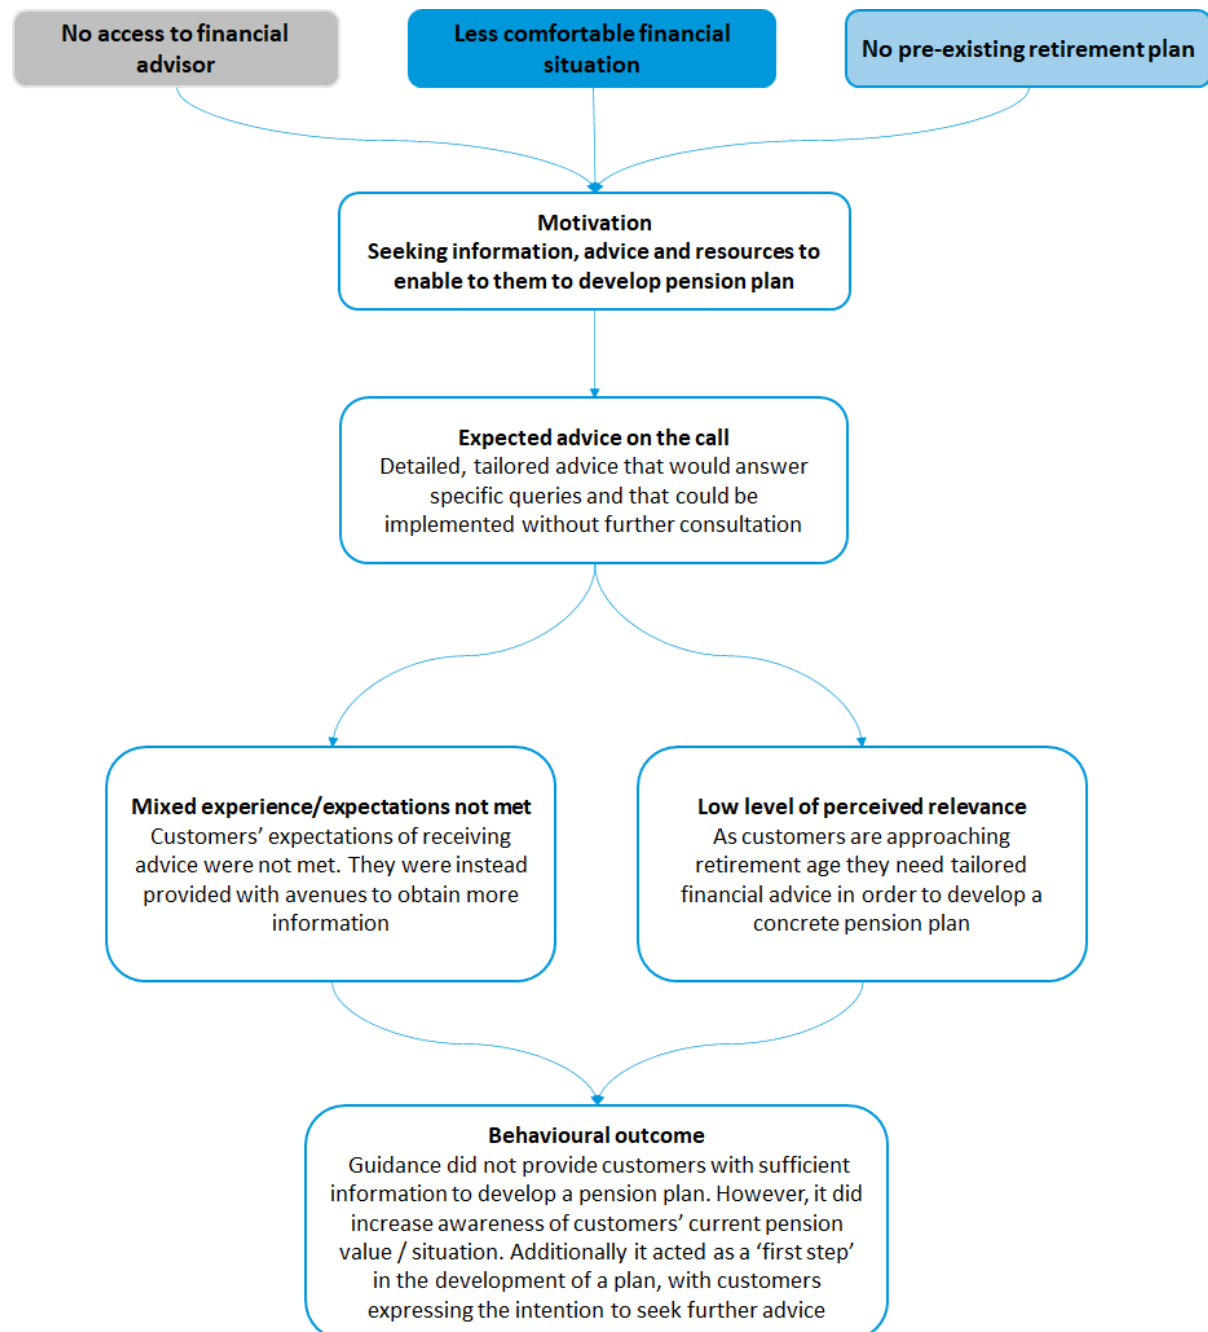 No access to financial
advisor
Less comfortable financial
situation
No pre-existing retirement plan
Motivation
Seeking information, advice and resources to
enable to them to develop pension plan
Expected advice on the call
Detailed, tailored advice that would answer
specific queries and that could be
implemented without further consultation
Mixed experience/expectations not met
Customers’ expectations of receiving
advice were not met. They were instead
provided with avenues to obtain more
information
Low level of perceived relevance
As customers are approaching
retirement age they need tailored
financial advice in order to develop a
concrete pension plan
Behavioural outcome
Guidance did not provide customers with sufficient
information to develop a pension plan. However, it did
increase awareness of customers’ current pension
value / situation. Additionally it acted as a ‘first step’
in the development of a plan, with customers
expressing the intention to seek further advice